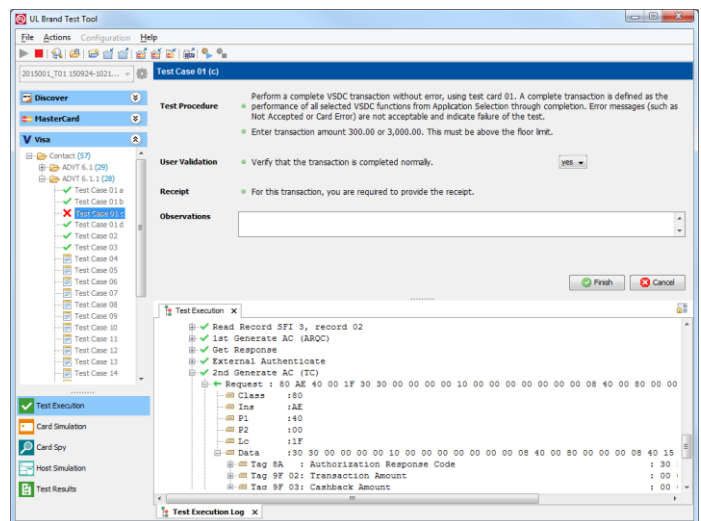 UL Brand Test Tool
File Actions Configuration Help
2015001_T01 150924-1021...
Discover
MasterCard
Visa
Contact (57)
ADVT 6.1 (29)
ADVT 6.1.1 (28)
Test Case 01 a
Test Case 01 b
Test Case 01 c
Test Case 01 d
Test Case 02
Test Case 03
Test Case 04
Test Case 05
Test Case 06
Test Case 07
Test Case 08
Test Case 09
Test Case 10
Test Case 11
Test Case 12
Test Case 13
Test Case 14
Test Execution
Card Simulation
Card Spy
Host Simulation
Test Results
Test Case 01 (c)
Test Procedure
Perform a complete VSDC transaction without error, using test card 01. A complete transaction is defined as the
performance of all selected VSDC functions from Application Selection through completion. Error messages (such as
Not Accepted or Card Error) are not acceptable and indicate failure of the test.
Enter transaction amount 300.00 or 3,000.00. This must be above the floor limit.
User Validation
Verify that the transaction is completed normally.
yes
Receipt
For this transaction, you are required to provide the receipt.
Observations
Finish
Cancel
Test Execution
Read Record SFI 3, record 02
1st Generate AC (ARQC)
Get Response
External Authenticate
2nd Generate AC (TC)
Request : 80 AE 40 00 1F 30 30 00 00 00 00 10 00 00 00 00 00 00 08 40 00 80 00 00
Class :80
Ins :AE
P1 :40
P2 :00
Lc :1F
Data :30 30 00 00 00 00 10 00 00 00 00 00 00 00 08 40 00 80 00 00 00 08 40 15
Tag 8A : Authorization Response Code : 30
Tag 9F 02: Transaction Amount : 00
Tag 9F 03: Cashback Amount : 00
Test Execution Log